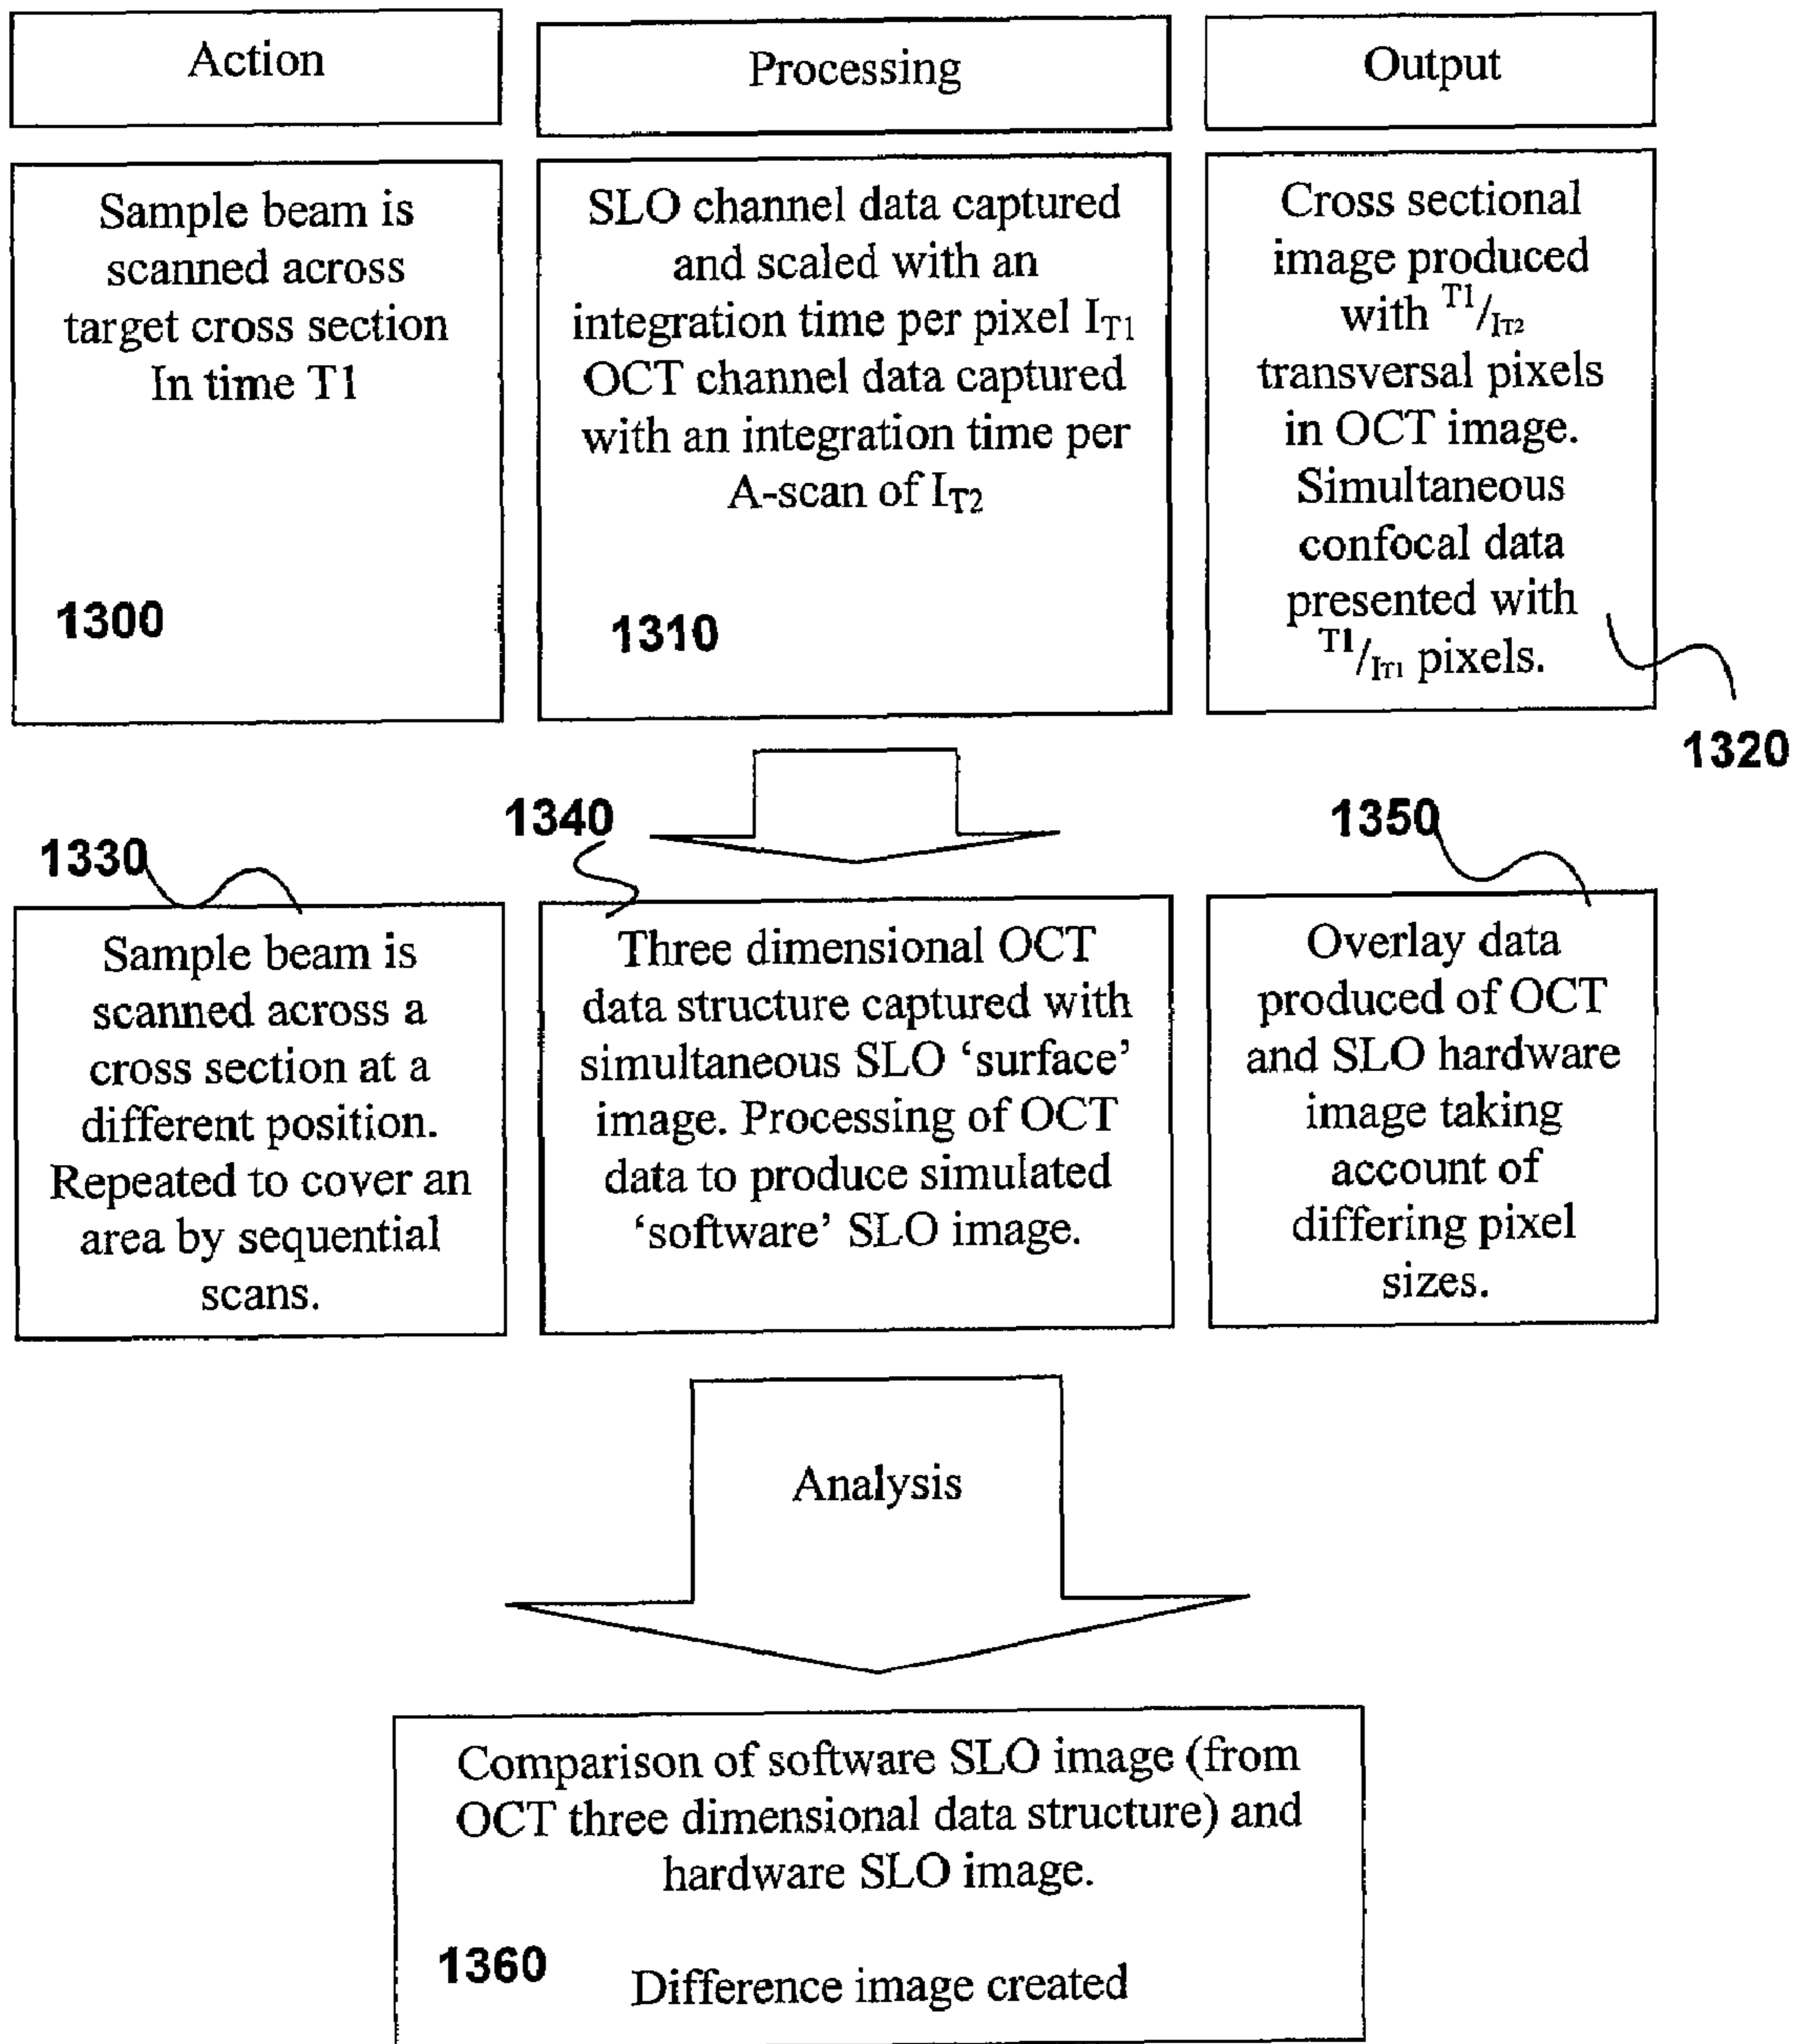 Action
Processing
Output
Sample beam is
scanned across
target cross section
In time T1
1300
SLO channel data captured
and scaled with an
integration time per pixel I_T1
OCT channel data captured
with an integration time per
A-scan of I_T2
1310
Cross sectional
image produced
with T1/I_T2
transversal pixels
in OCT image.
Simultaneous
confocal data
presented with
T1/I_T1 pixels.
1320
1330
1340
1350
Sample beam is
scanned across a
cross section at a
different position.
Repeated to cover an
area by sequential
scans.
Three dimensional OCT
data structure captured with
simultaneous SLO ‘surface’
image. Processing of OCT
data to produce simulated
‘software’ SLO image.
Overlay data
produced of OCT
and SLO hardware
image taking
account of
differing pixel
sizes.
Analysis
Comparison of software SLO image (from
OCT three dimensional data structure) and
hardware SLO image.
1360
Difference image created